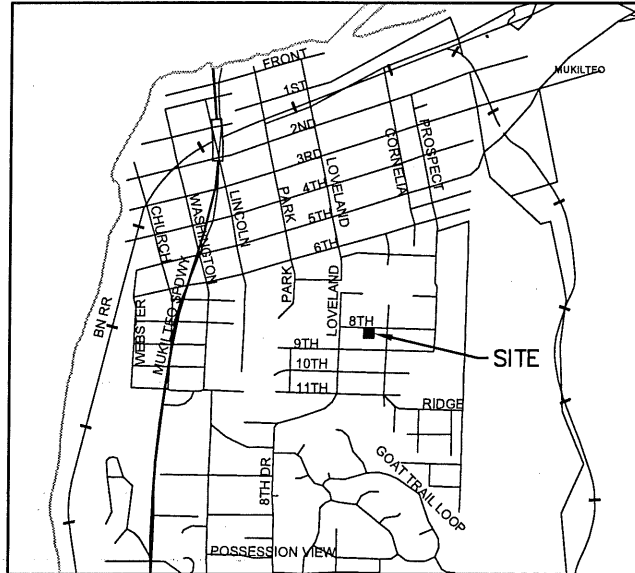 FRONT
1ST
MUKILTEO
2ND
3RD
CORNELIA
PROSPECT
LOVELAND
4TH
PARK
LINCOLN
WASHINGTON
CHURCH
5TH
6TH
BN RR
WEBSTER
MUKILTEO SPDWY
PARK
LOVELAND
8TH
9TH
SITE
10TH
11TH
RIDGE
GOAT TRAIL LOOP
8TH DR
POSSESSION VIEW